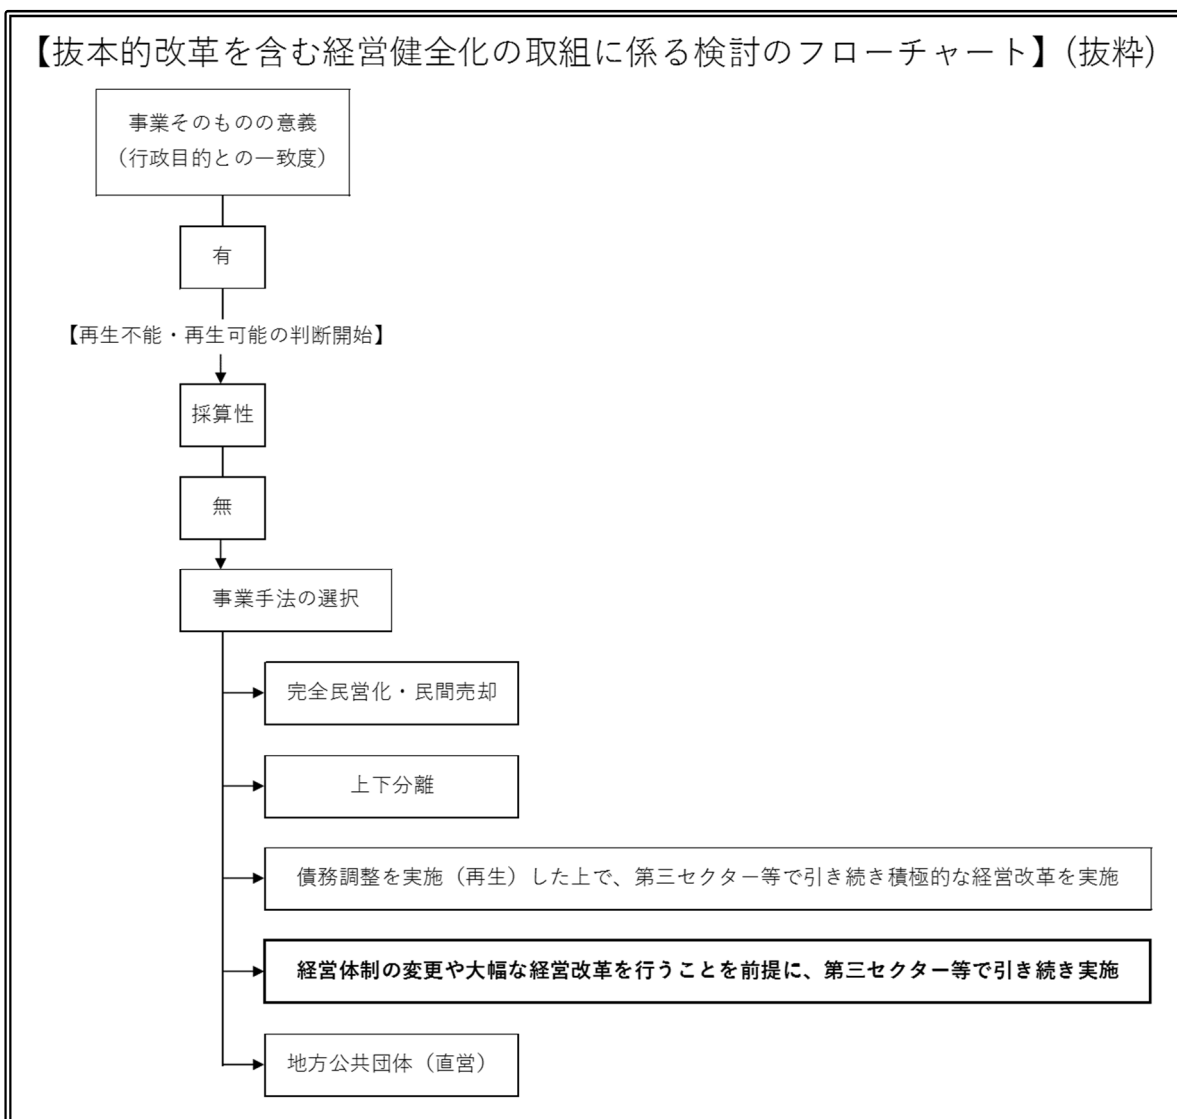 【抜本的改革を含む経営健全化の取組に係る検討のフローチャート】(抜粋)
事業そのものの意義
（行政目的との一致度）
有
【再生不能・再生可能の判断開始】
採算性
無
事業手法の選択
完全民営化・民間売却
上下分離
債務調整を実施（再生）した上で、第三セクター等で引き続き積極的な経営改革を実施
経営体制の変更や大幅な経営改革を行うことを前提に、第三セクター等で引き続き実施
地方公共団体（直営）